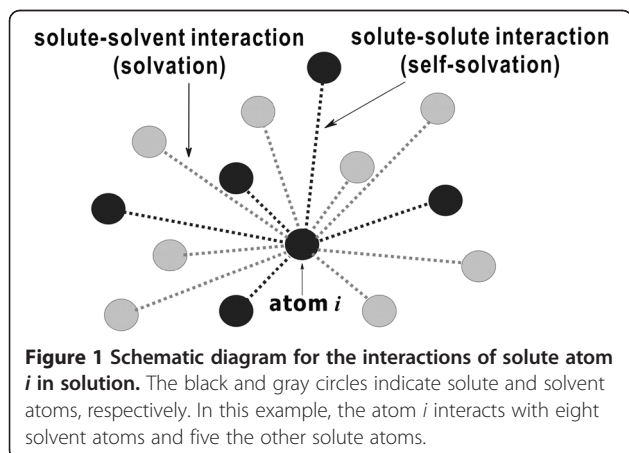 solute-solvent interaction
(solvation)
solute-solute interaction
(self-solvation)
atom i
Figure 1 Schematic diagram for the interactions of solute atom
i in solution. The black and gray circles indicate solute and solvent
atoms, respectively. In this example, the atom i interacts with eight
solvent atoms and five the other solute atoms.